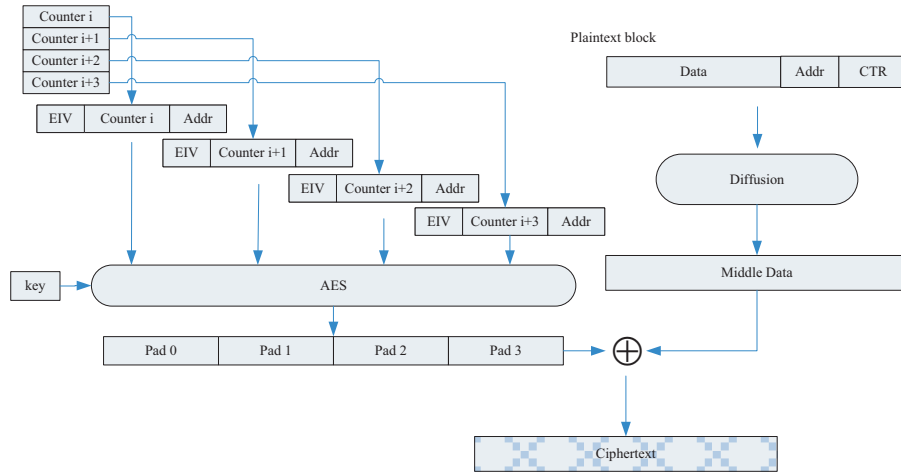 Counter i
Counter i+1
Counter i+2
Counter i+3
Plaintext block
Data Addr CTR
EIV Counter i Addr
EIV Counter i+1 Addr
EIV Counter i+2 Addr
EIV Counter i+3 Addr
Diffusion
key
AES
Middle Data
Pad 0 Pad 1 Pad 2 Pad 3
Ciphertext